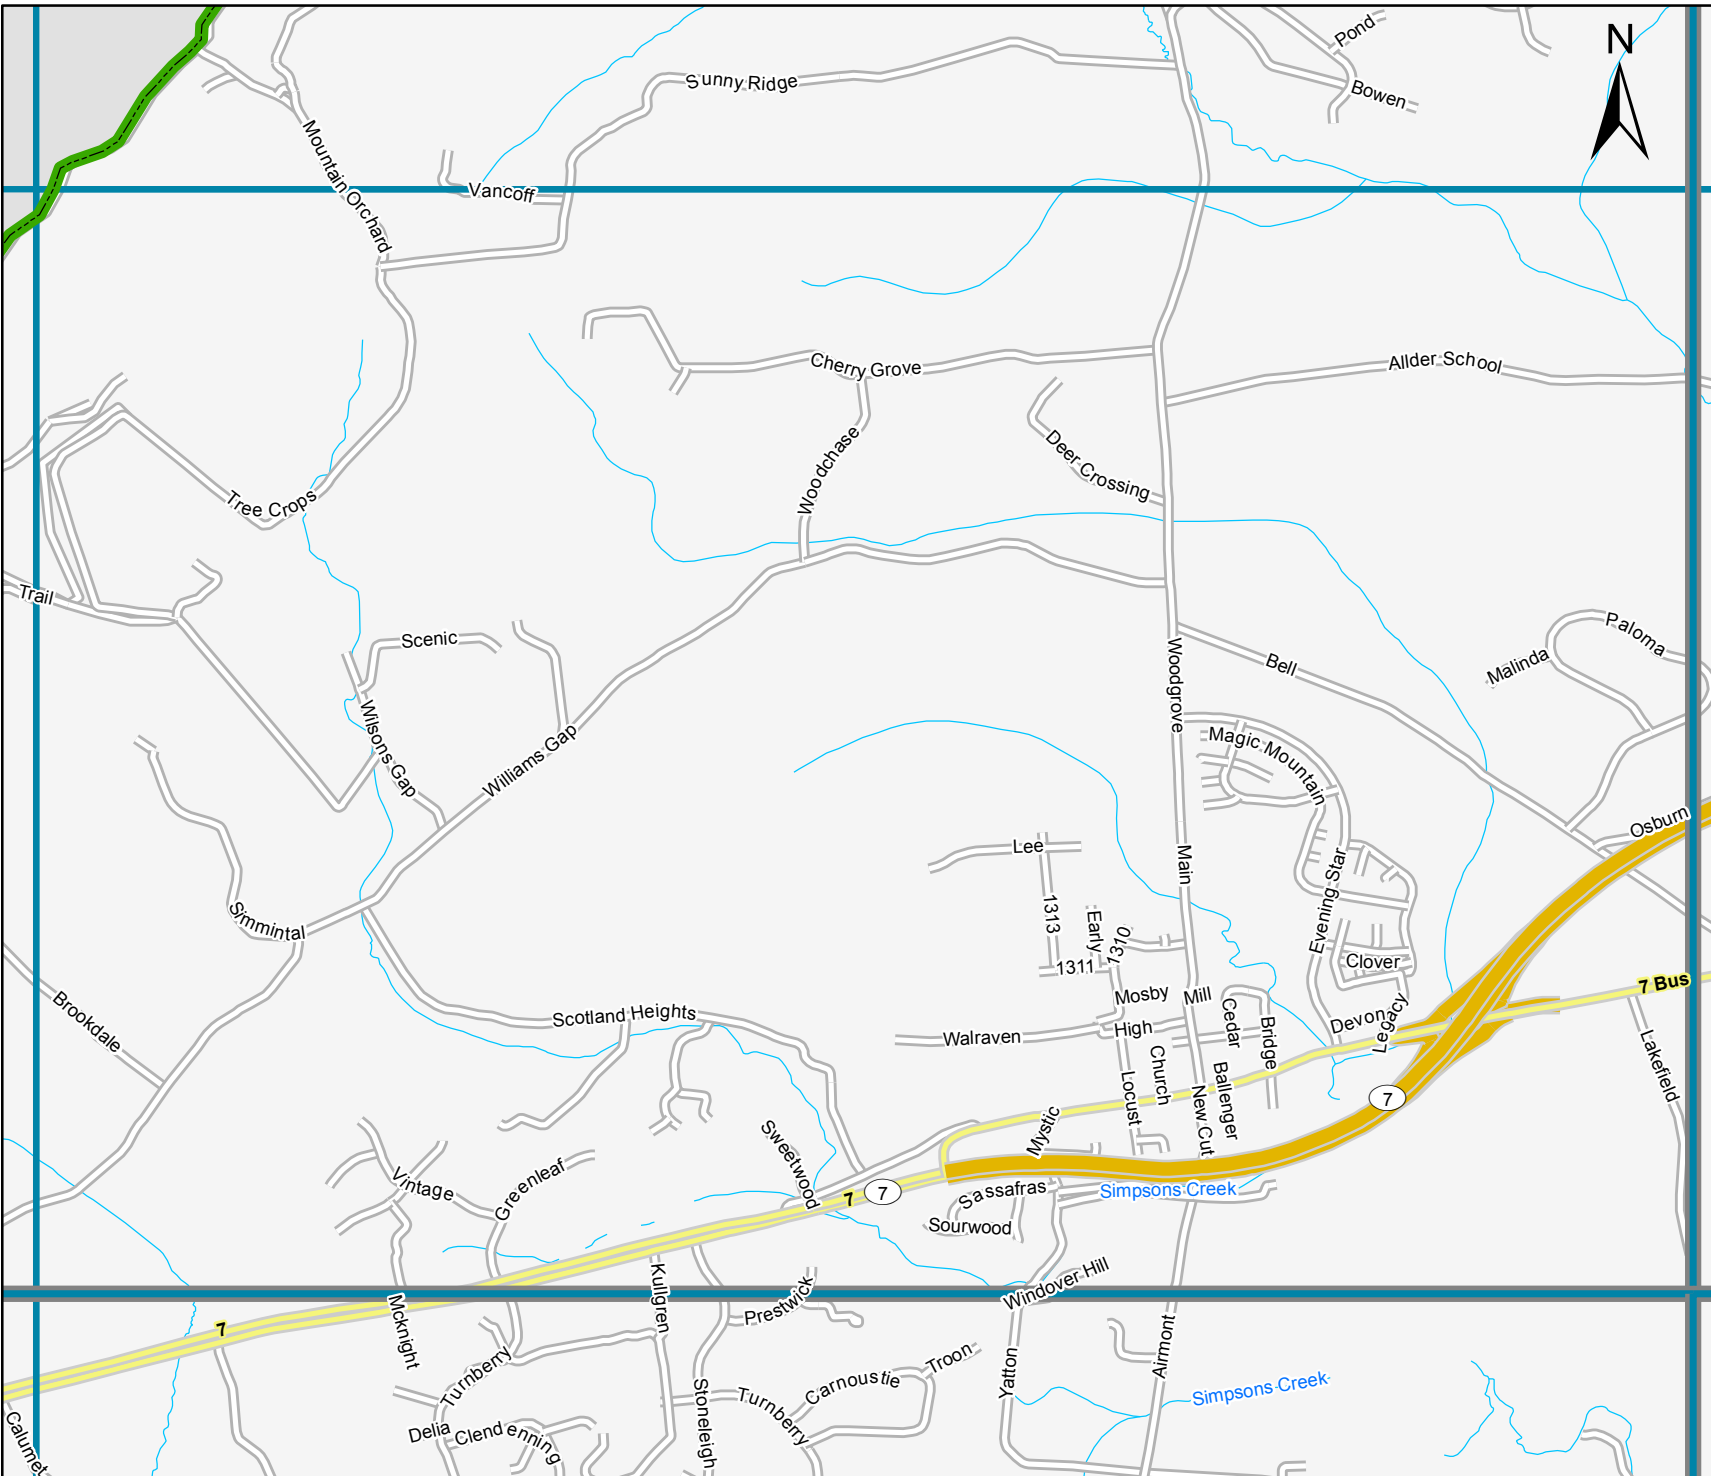 Pond
N
Sunny Ridge
Bowen
Mountain Orchard
Vancoff
Cherry Grove
Allder School
Woodchase
Deer Crossing
Tree Crops
Trail
Scenic
Woodgrove
Bell
Paloma
Malinda
Wilsons Gap
Williams Gap
Magic Mountain
Osburn
Lee
Main
Evening Star
1313
Early
1310
Simmintal
1311
Clover
7 Bus
Brookdale
Mosby
Mill
Cedar
Scotland Heights
Walraven
High
Bridge
Devon
Legacy
Church
Lakefield
Locust
Ballenger
New Cut
7
Mystic
Sweetwood
Vintage
Greenleaf
7
7
Sassafras
Simpsons Creek
Sourwood
Windover Hill
Kullgren
Prestwick
7
Mcknight
Turnberry
Troon
Carnoustie
Yatton
Airmont
Simpsons Creek
Stoneleigh
Turnberry
Calumet
Delia
Clendenning